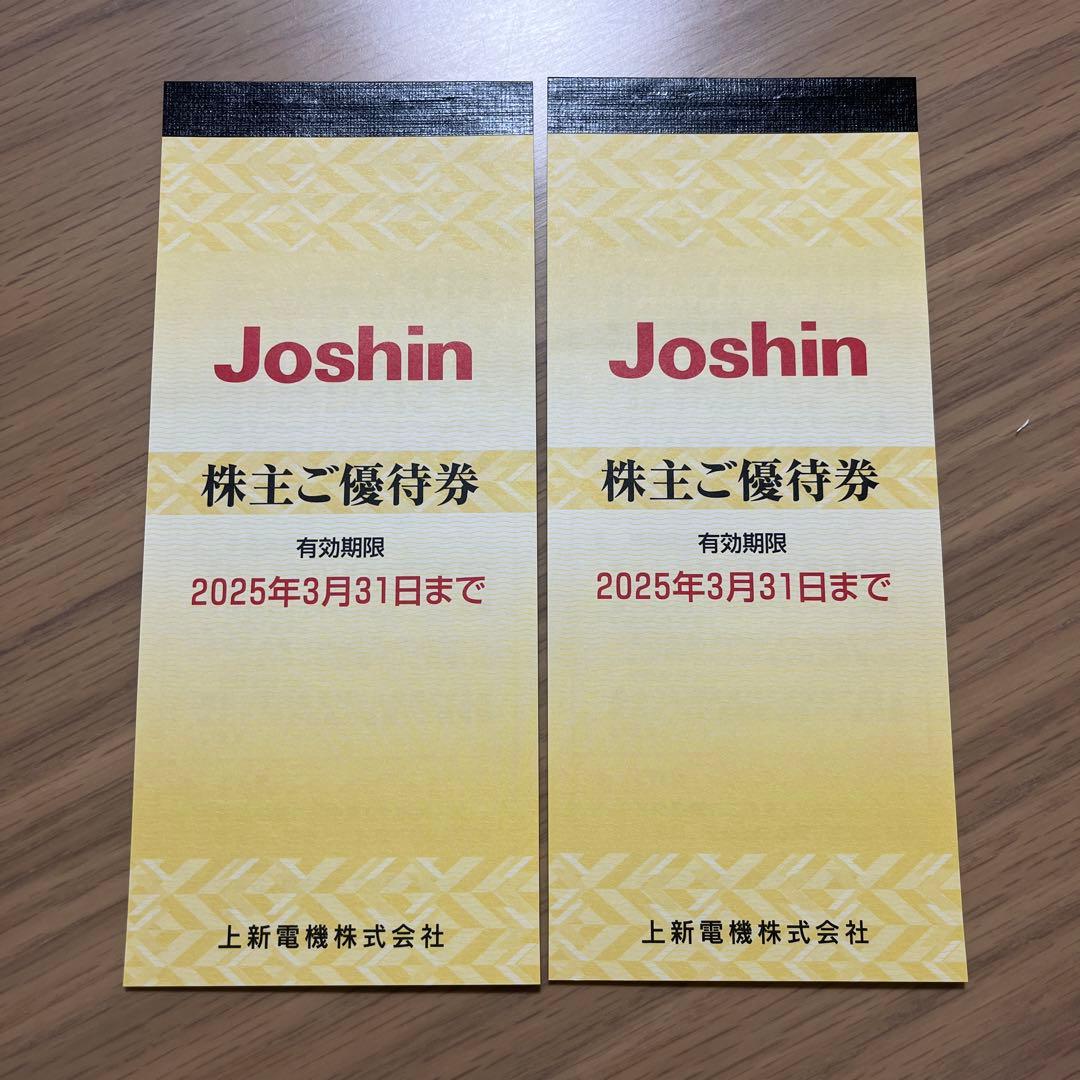 Joshin
株主ご優待券
有効期限
2025年3月31日まで
上新電機株式会社
Joshin
株主ご優待券
有効期限
2025年3月31日まで
上新電機株式会社